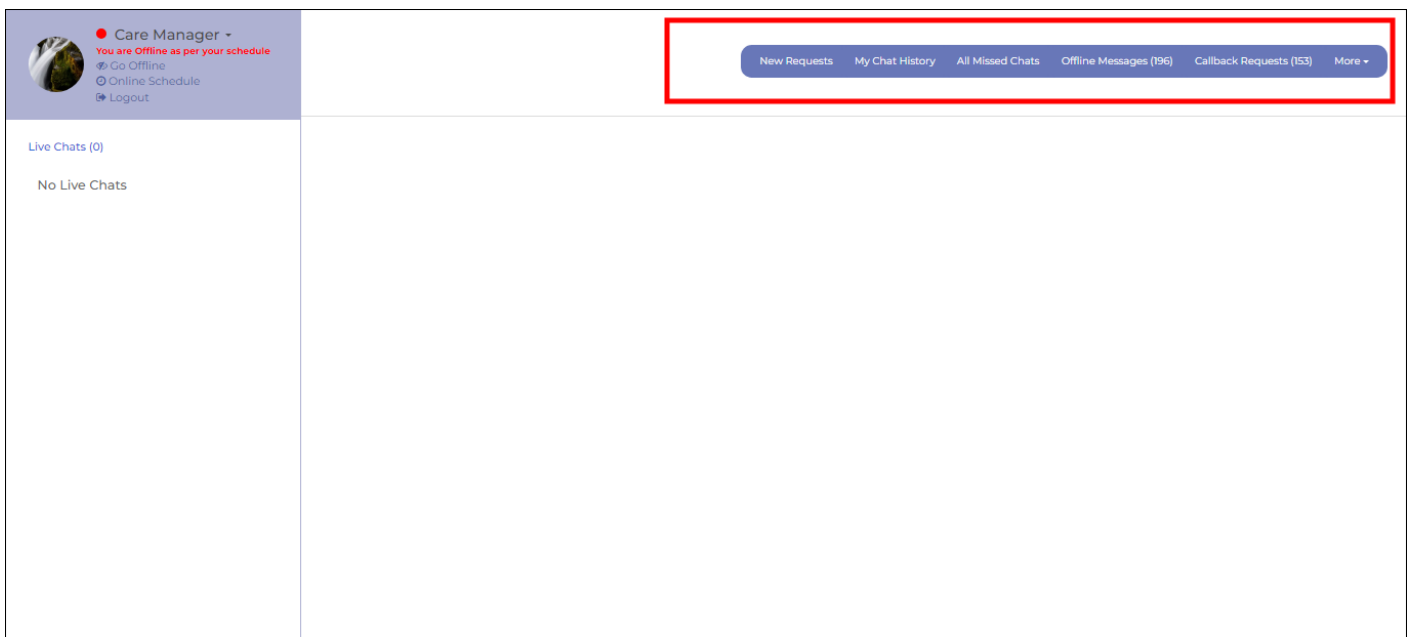 Care Manager
You are Offline as per your schedule
Go Offline
Online Schedule
Logout
New Requests My Chat History All Missed Chats Offline Messages (196) Callback Requests (153) More
Live Chats (0)
No Live Chats